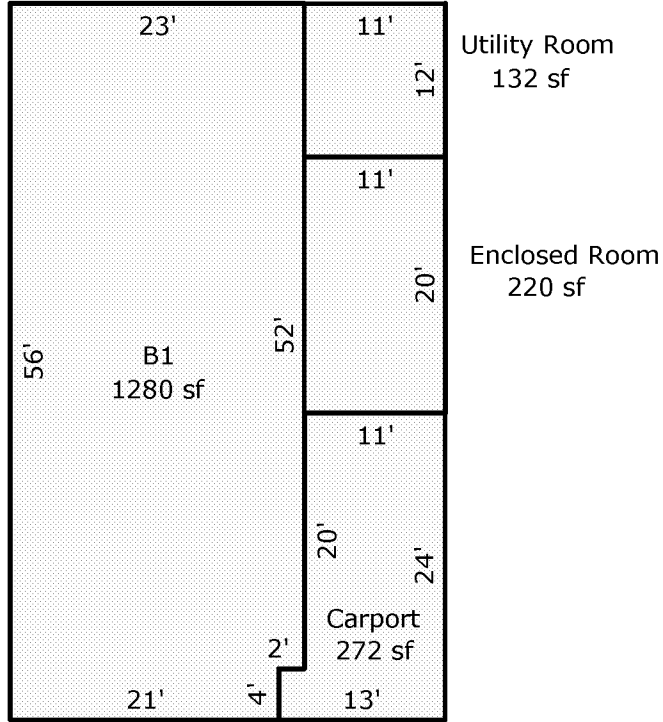 23'
11'
Utility Room
12'
132 sf
11'
Enclosed Room
20'
220 sf
52'
56'
B1
1280 sf
11'
20'
24'
Carport
2'
272 sf
4'
21'
13'